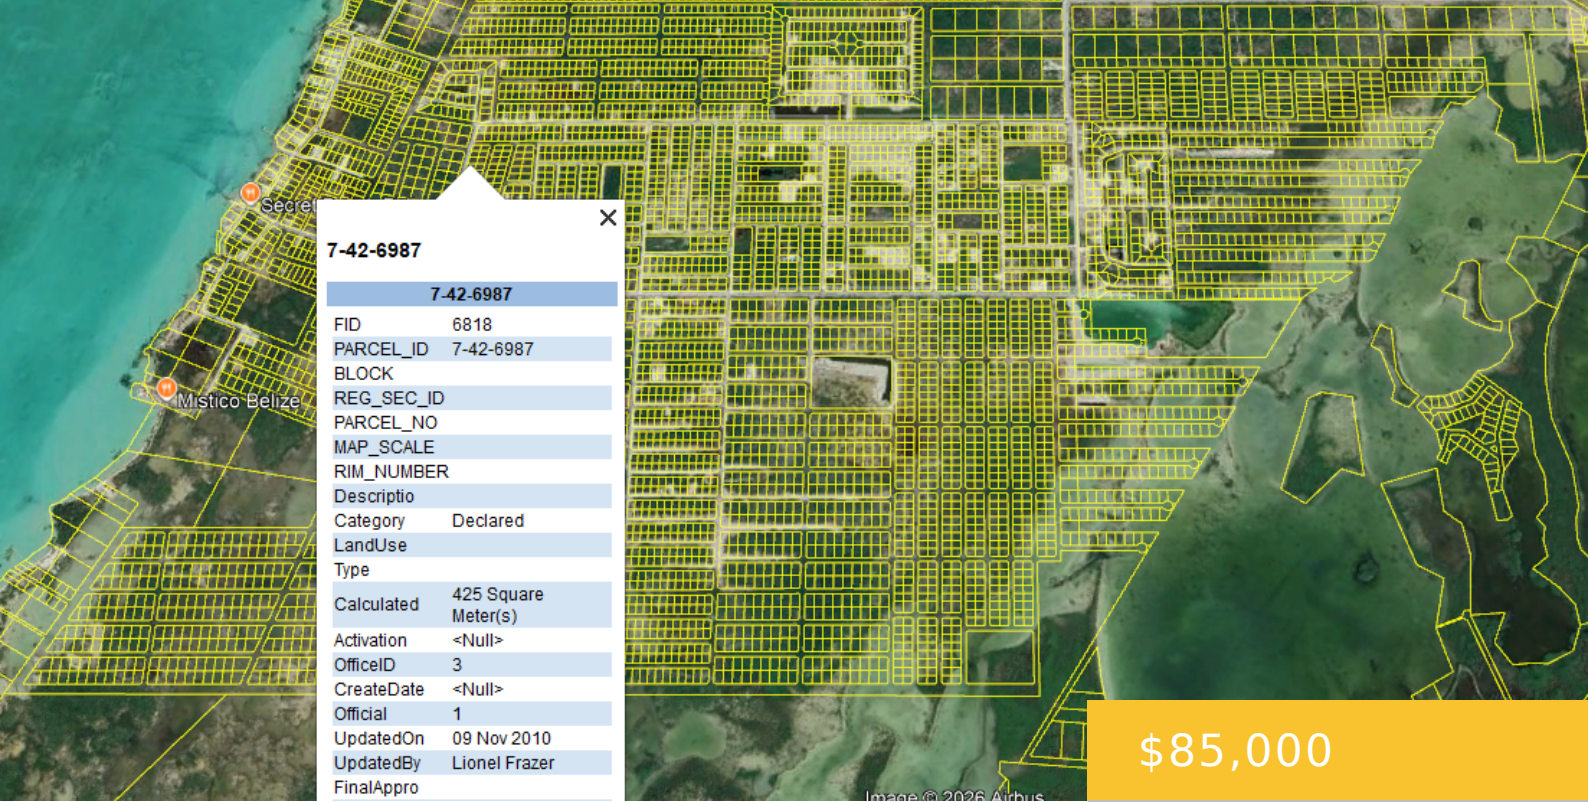 Secret
Mistico Belize
7-42-6987
7-42-6987
FID 6818
PARCEL_ID 7-42-6987
BLOCK
REG_SEC_ID
PARCEL_NO
MAP_SCALE
RIM_NUMBER
Descriptio
Category Declared
LandUse
Type
Calculated 425 Square
Meter(s)
Activation <Null>
OfficeID 3
CreateDate <Null>
Official 1
UpdatedOn 09 Nov 2010
UpdatedBy Lionel Frazer
FinalAppro
$85,000
Image © 2026 Airbus